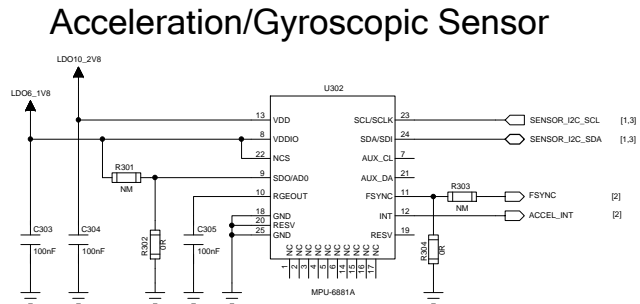 Acceleration/Gyroscopic Sensor
LDO10_2V8
LDO6_1V8
U302
13 VDD SCL/SCLK 23 SENSOR_I2C_SCL [1,3]
8 VDDIO SDA/SDI 24 SENSOR_I2C_SDA [1,3]
22 NCS AUX_CL 7
R301
NM
9 SDO/AD0 AUX_DA 21
10 RGEOUT FSYNC 11 R303 FSYNC [2]
NM
18 GND INT 12 ACCEL_INT [2]
20 RESV
25 GND RESV 19
C303
100nF
C304
100nF
R302
0R
C305
100nF
R304
0R
NC NC NC NC NC NC NC NC NC NC
1 2 3 4 5 6 14 15 16 17
MPU-6881A